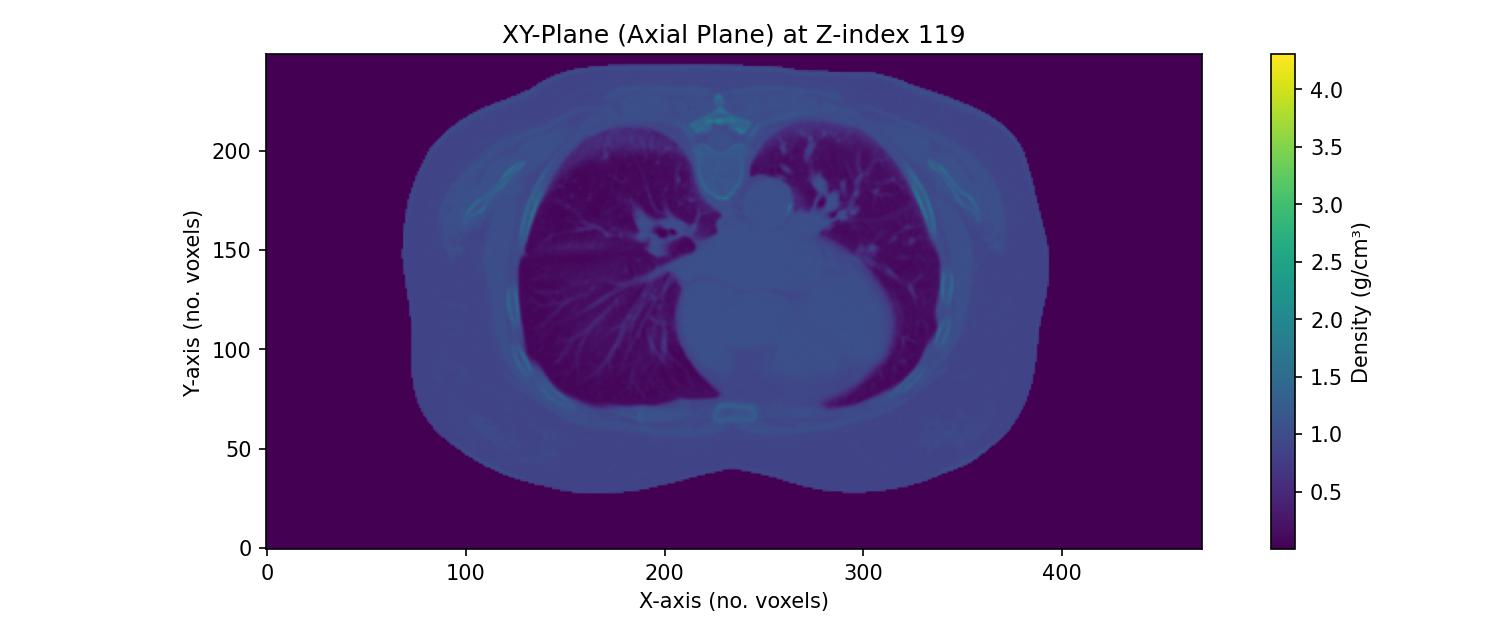 XY-Plane (Axial Plane) at Z-index 119
Y-axis (no. voxels)
200
150
100
50
0
0 100 200 300 400
X-axis (no. voxels)
4.0
3.5
3.0
2.5
2.0
1.5
1.0
0.5
Density (g/cm³)